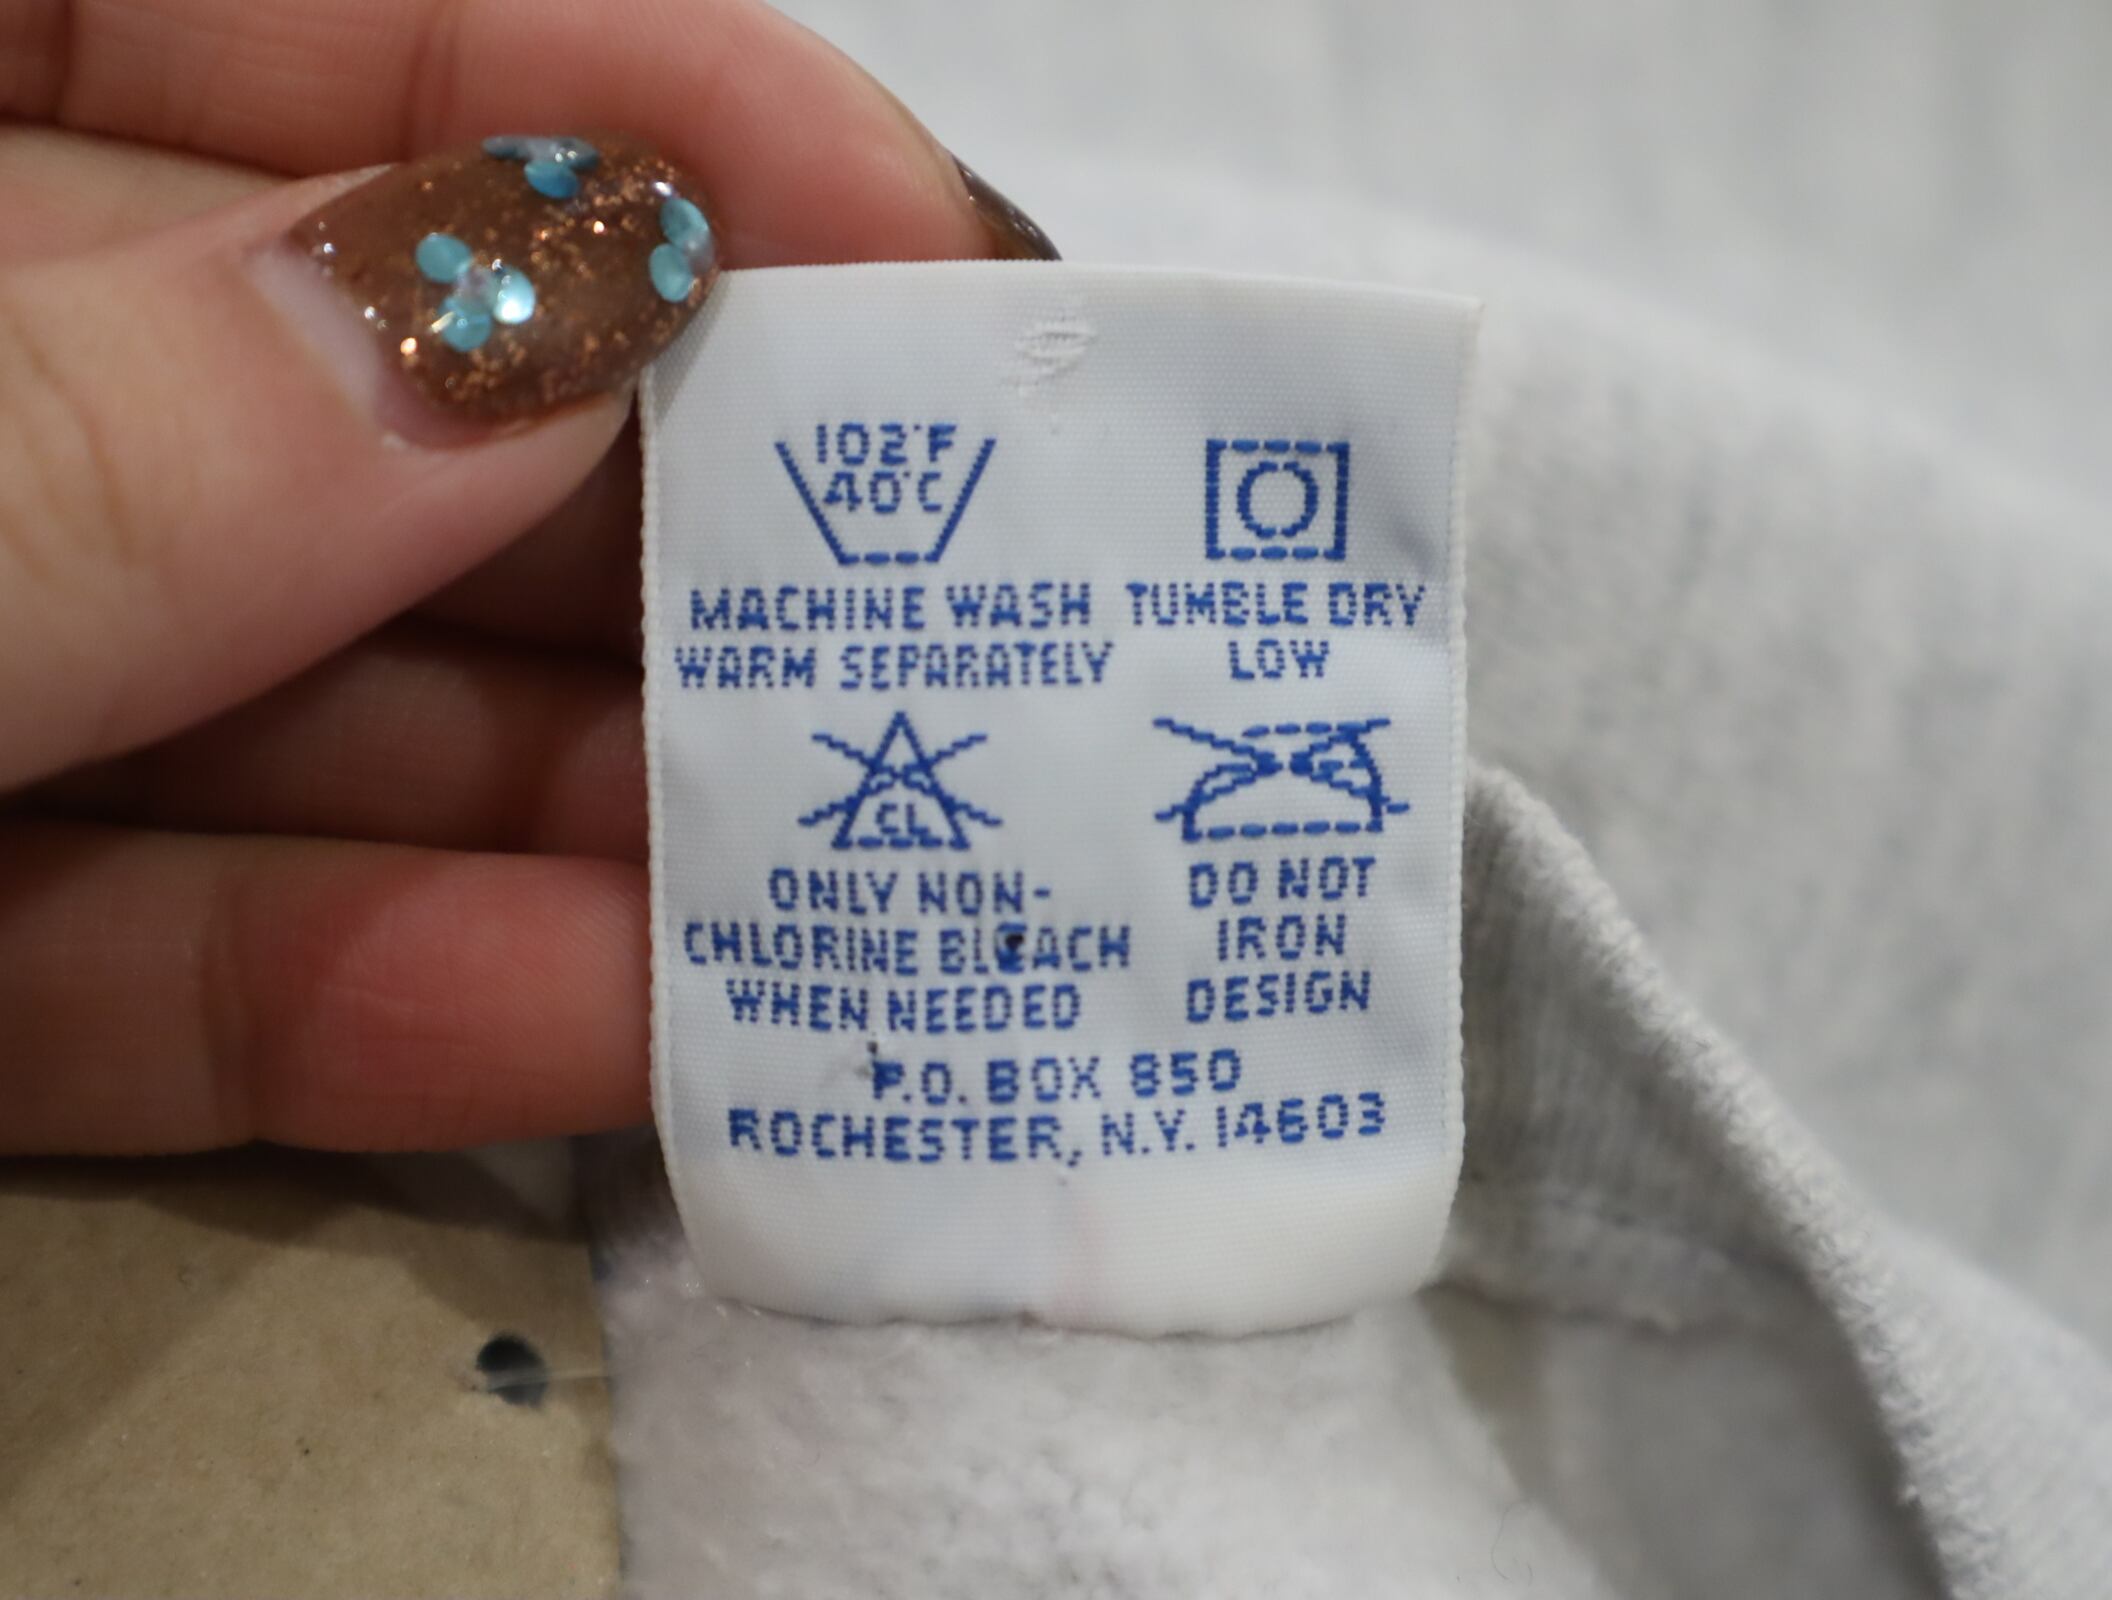 102°F
40°C
MACHINE WASH
WARM SEPARATELY
TUMBLE DRY
LOW
CL
ONLY NON-
CHLORINE BLEACH
WHEN NEEDED
DO NOT
IRON
DESIGN
P.O. BOX 850
ROCHESTER, N.Y. 14603